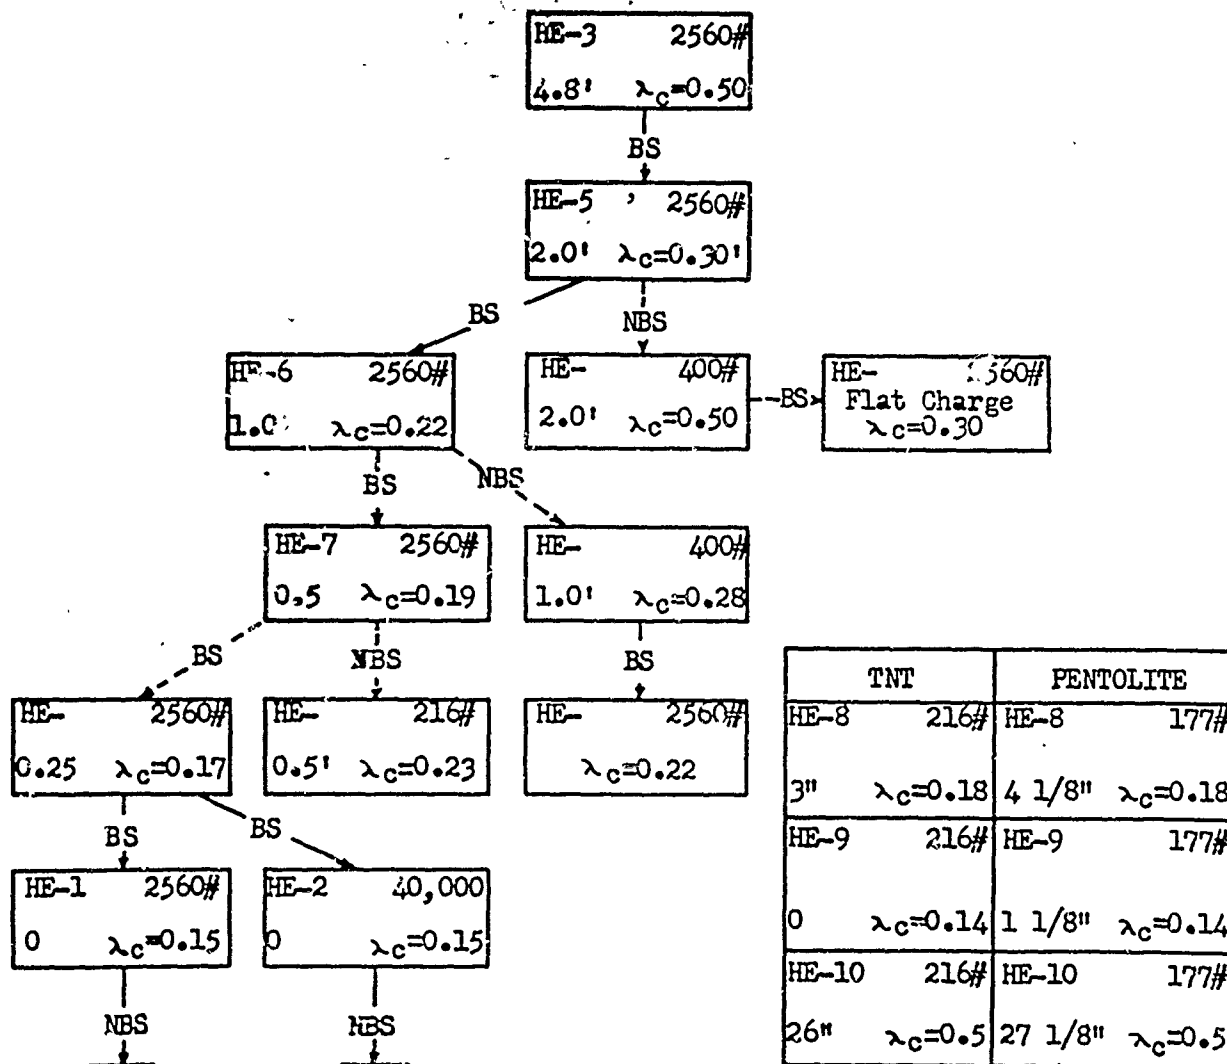 HE-3 2560#
4.8' λc=0.50
BS
HE-5 2560#
2.0' λc=0.30'
BS
NBS
HE-6 2560#
1.0' λc=0.22
HE- 400#
2.0' λc=0.50
BS
HE- 2560#
Flat Charge
λc=0.30
BS
NBS
HE-7 2560#
0,5 λc=0.19
HE- 400#
1.0' λc=0.28
BS
NBS
BS
HE- 2560#
0.25 λc=0.17
HE- 216#
0.5' λc=0.23
HE- 2560#
λc=0.22
BS
BS
HE-1 2560#
0 λc=0.15
HE-2 40,000
0 λc=0.15
NBS
NBS
TNT PENTOLITE
HE-8 216# HE-8 177#
3" λc=0.18 4 1/8" λc=0.18
HE-9 216# HE-9 177#
0 λc=0.14 1 1/8" λc=0.14
HE-10 216# HE-10 177#
26" λc=0.5 27 1/8" λc=0.5